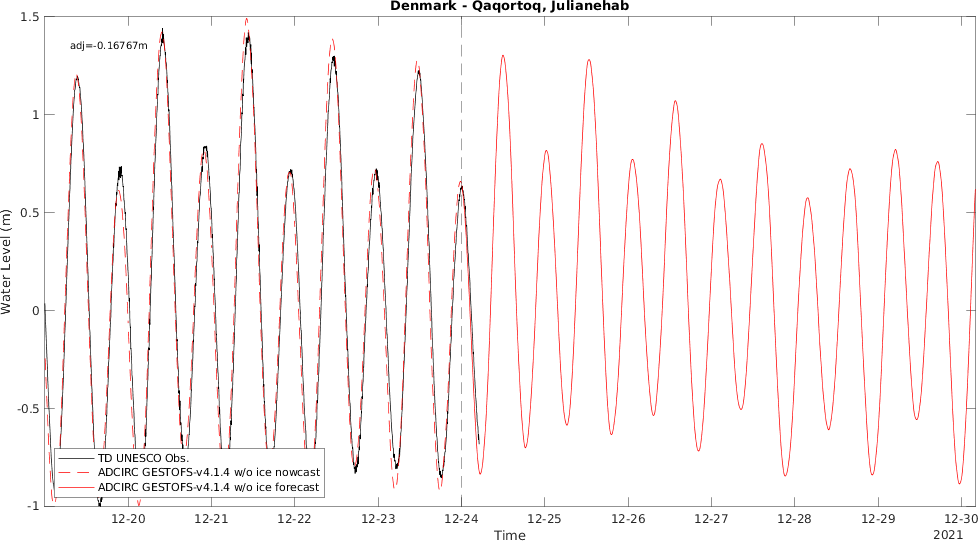 Denmark - Qaqortoq, Julianehab
adj=-0.16767m
Water Level (m)
1.5
1
0.5
0
-0.5
-1
TD UNESCO Obs.
ADCIRC GESTOFS-v4.1.4 w/o ice nowcast
ADCIRC GESTOFS-v4.1.4 w/o ice forecast
12-20 12-21 12-22 12-23 12-24 12-25 12-26 12-27 12-28 12-29 12-30
Time
2021